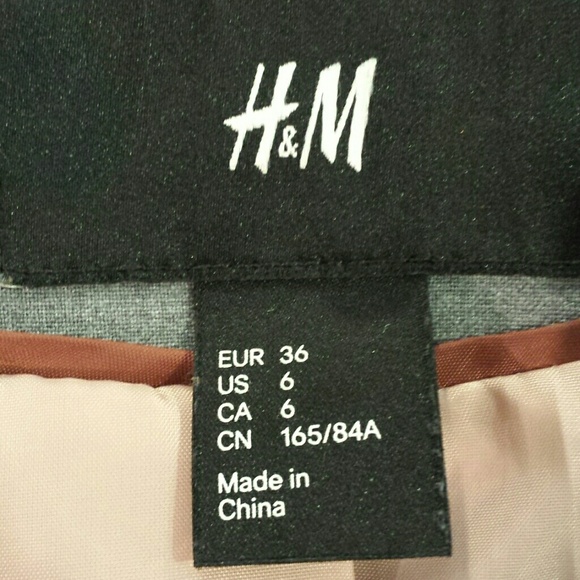 H&M
EUR 36
US 6
CA 6
CN 165/84A
Made in
China